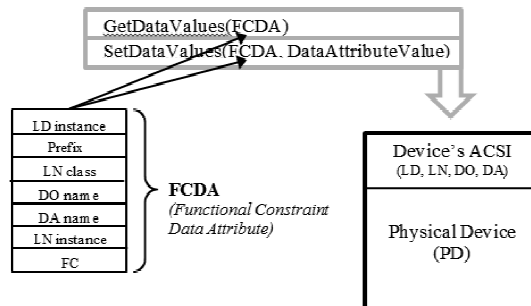 GetDataValues(FCDA)
SetDataValues(FCDA, DataAttributeValue)
LD instance
Prefix
LN class
DO name
DA name
LN instance
FC
FCDA
(Functional Constraint
Data Attribute)
Device's ACSI
(LD, LN, DO, DA)
Physical Device
(PD)